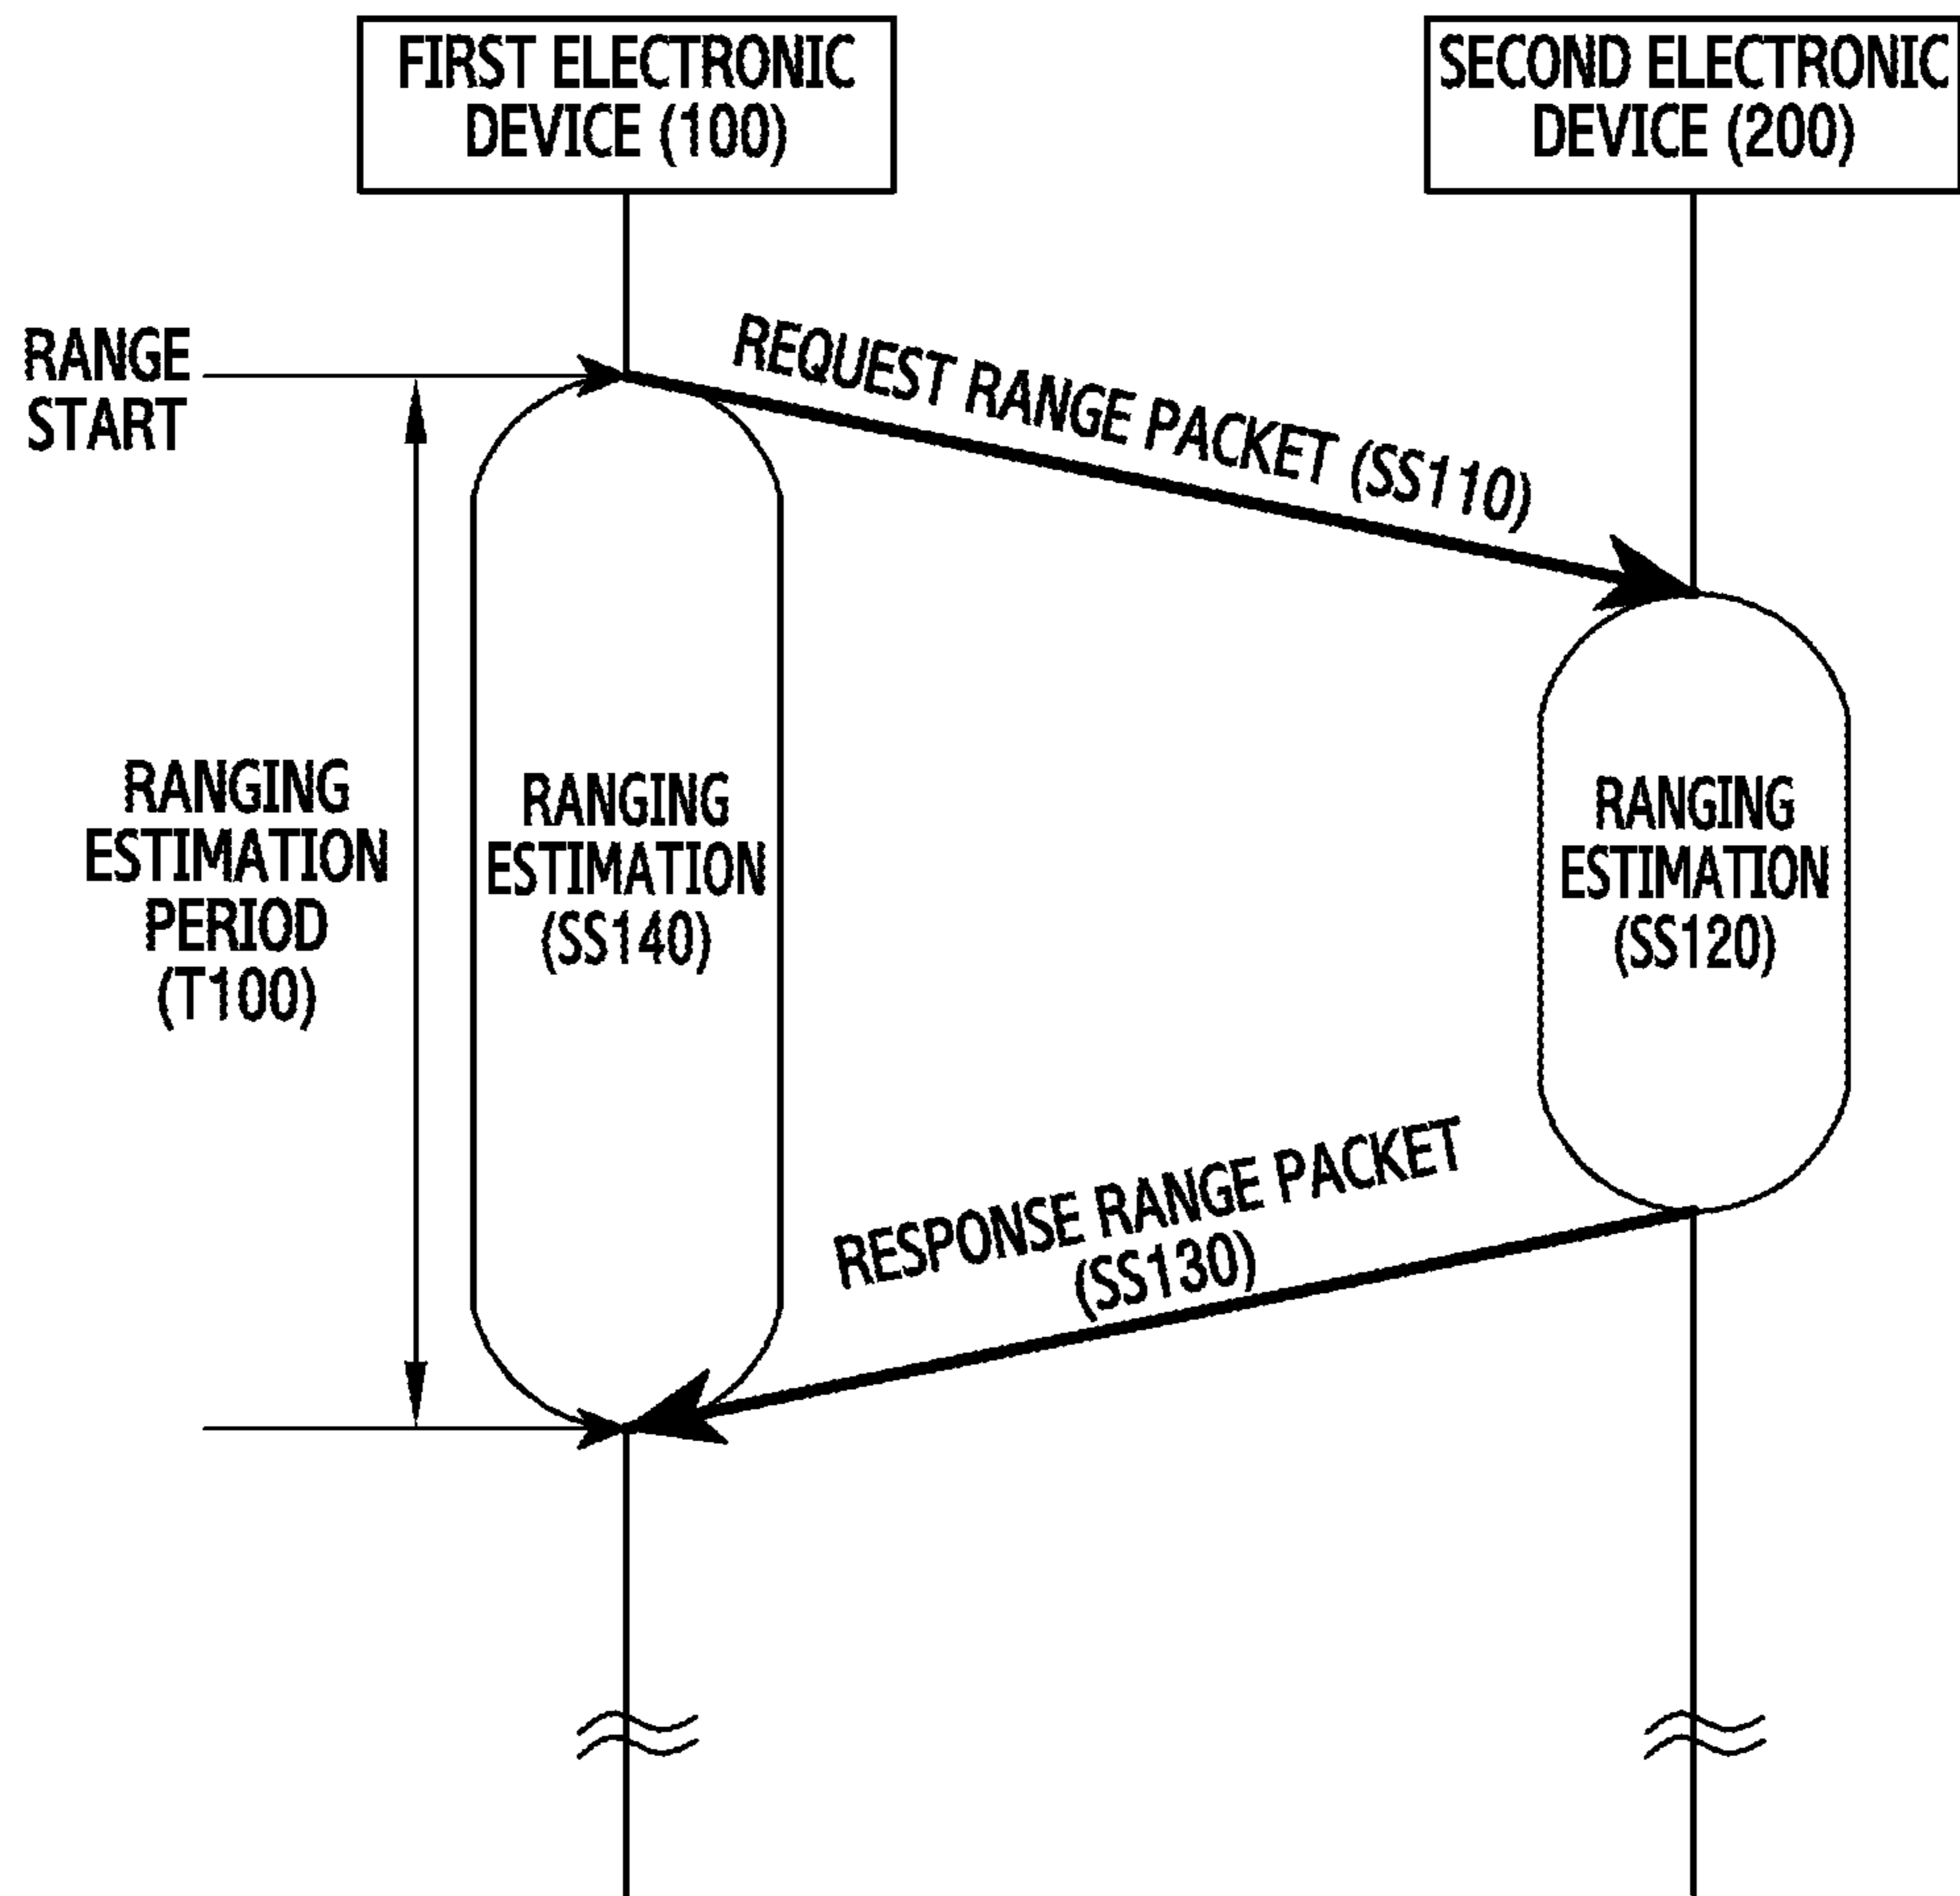 FIRST ELECTRONIC
DEVICE (100)
SECOND ELECTRONIC
DEVICE (200)
RANGE
START
REQUEST RANGE PACKET (SS110)
RANGING
ESTIMATION
PERIOD
(T100)
RANGING
ESTIMATION
(SS140)
RANGING
ESTIMATION
(SS120)
RESPONSE RANGE PACKET
(SS130)